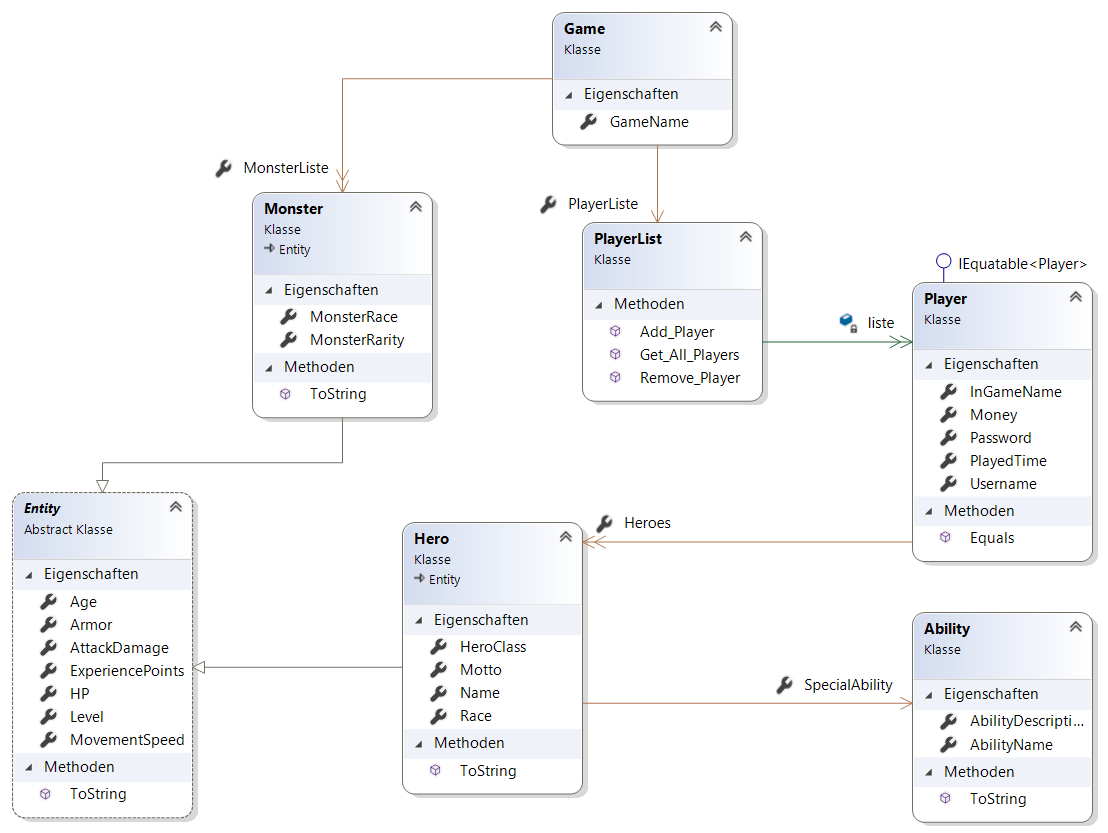 Game
Klasse
Eigenschaften
GameName
MonsterListe
Monster
Klasse
Entity
Eigenschaften
MonsterRace
MonsterRarity
Methoden
ToString
PlayerListe
PlayerList
Klasse
Methoden
Add_Player
Get_All_Players
Remove_Player
liste
IEquatable<Player>
Player
Klasse
Eigenschaften
InGameName
Money
Password
PlayedTime
Username
Methoden
Equals
Entity
Abstract Klasse
Eigenschaften
Age
Armor
AttackDamage
ExperiencePoints
HP
Level
MovementSpeed
Methoden
ToString
Heroes
Hero
Klasse
Entity
Eigenschaften
HeroClass
Motto
Name
Race
Methoden
ToString
SpecialAbility
Ability
Klasse
Eigenschaften
AbilityDescripti...
AbilityName
Methoden
ToString